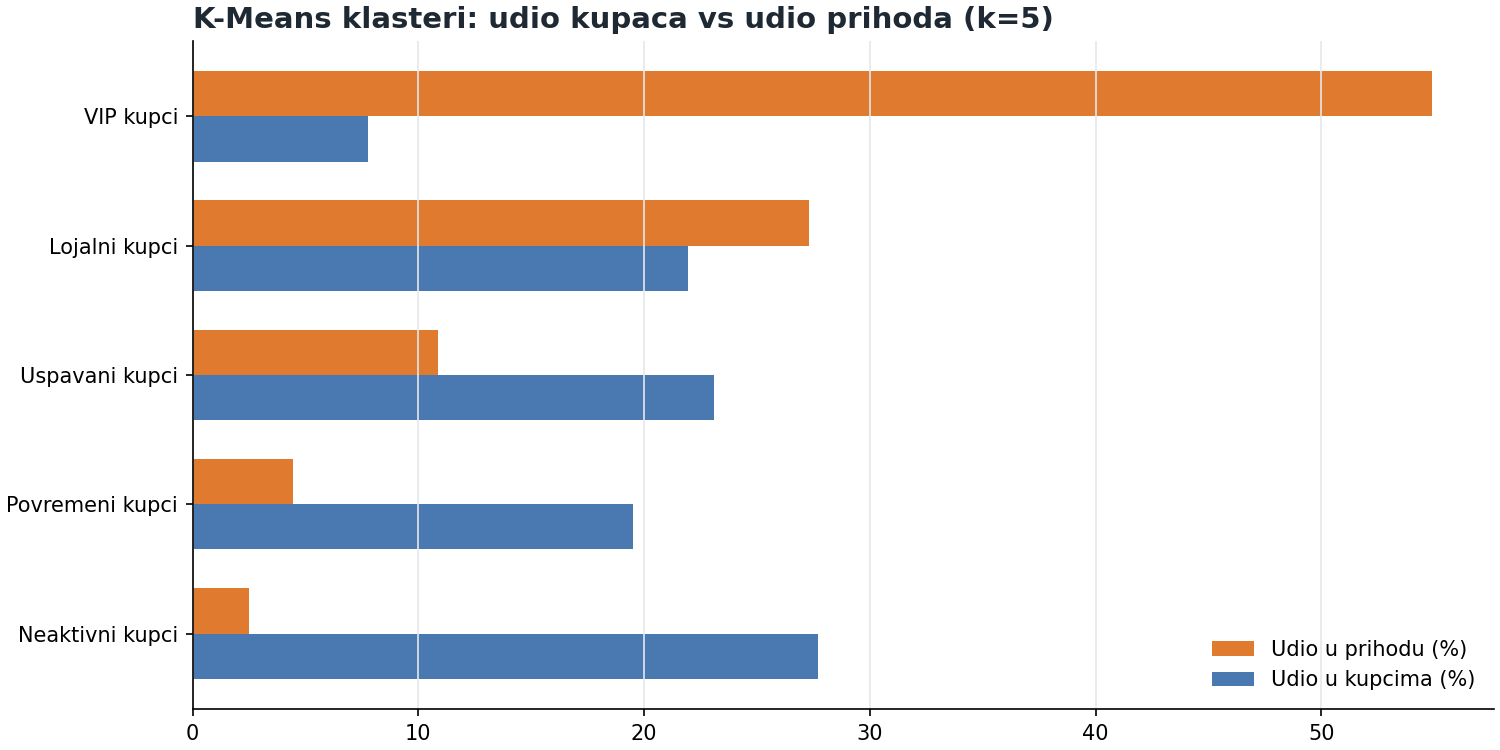 K-Means klasteri: udio kupaca vs udio prihoda (k=5)
VIP kupci
Lojalni kupci
Uspavani kupci
Povremeni kupci
Neaktivni kupci
Udio u prihodu (%)
Udio u kupcima (%)
0 10 20 30 40 50